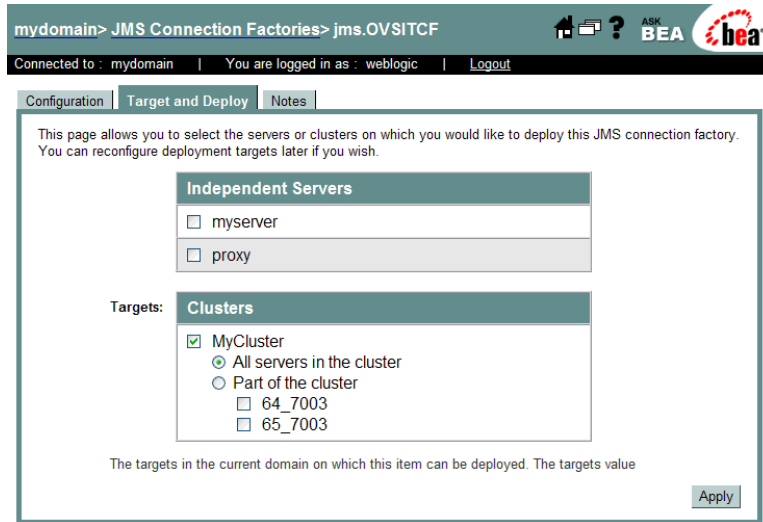 mydomain> JMS Connection Factories> jms.OVSITCF
? ASK BEA bea
Connected to : mydomain | You are logged in as : weblogic | Logout
Configuration Target and Deploy Notes
This page allows you to select the servers or clusters on which you would like to deploy this JMS connection factory.
You can reconfigure deployment targets later if you wish.
Independent Servers
myserver
proxy
Targets: Clusters
MyCluster
All servers in the cluster
Part of the cluster
64_7003
65_7003
The targets in the current domain on which this item can be deployed. The targets value
Apply